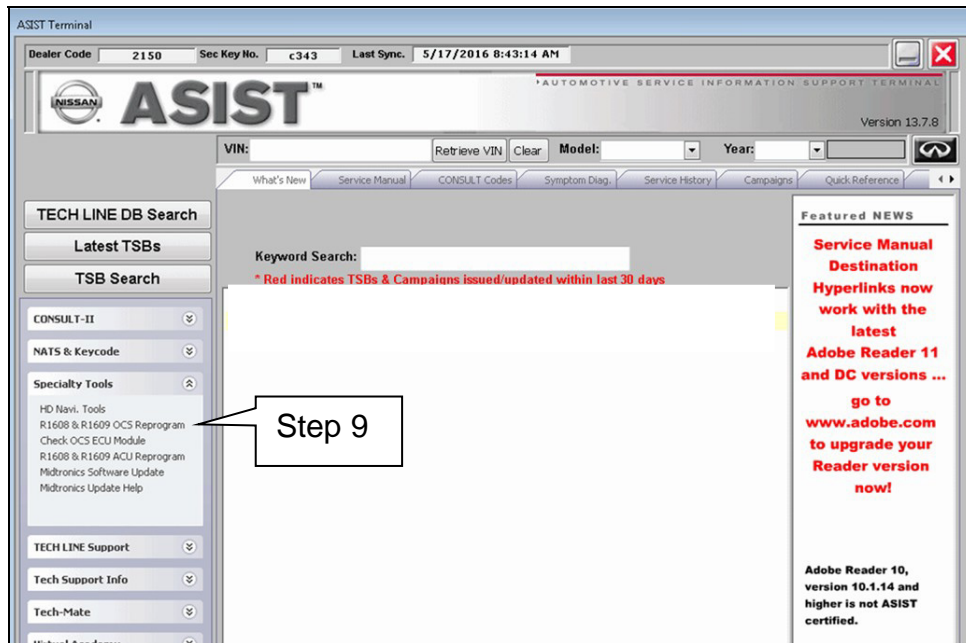 ASIST Terminal
Dealer Code 2150 Sec Key No. c343 Last Sync. 5/17/2016 8:43:14 AM
NISSAN ASIST™
AUTOMOTIVE SERVICE INFORMATION SUPPORT TERMINAL
Version 13.7.8
VIN: Retrieve VIN Clear Model: Year:
What's New Service Manual CONSULT Codes Symptom Diag. Service History Campaigns Quick Reference
TECH LINE DB Search
Latest TSBs
TSB Search
Keyword Search:
* Red indicates TSBs & Campaigns issued/updated within last 30 days
CONSULT-II
NATS & Keycode
Specialty Tools
HD Navi. Tools
R1608 & R1609 OCS Reprogram
Check OCS ECU Module
R1608 & R1609 ACU Reprogram
Midtronics Software Update
Midtronics Update Help
Step 9
TECH LINE Support
Tech Support Info
Tech-Mate
Virtual Academy
Featured NEWS
Service Manual
Destination
Hyperlinks now
work with the
latest
Adobe Reader 11
and DC versions ...
go to
www.adobe.com
to upgrade your
Reader version
now!
Adobe Reader 10,
version 10.1.14 and
higher is not ASIST
certified.